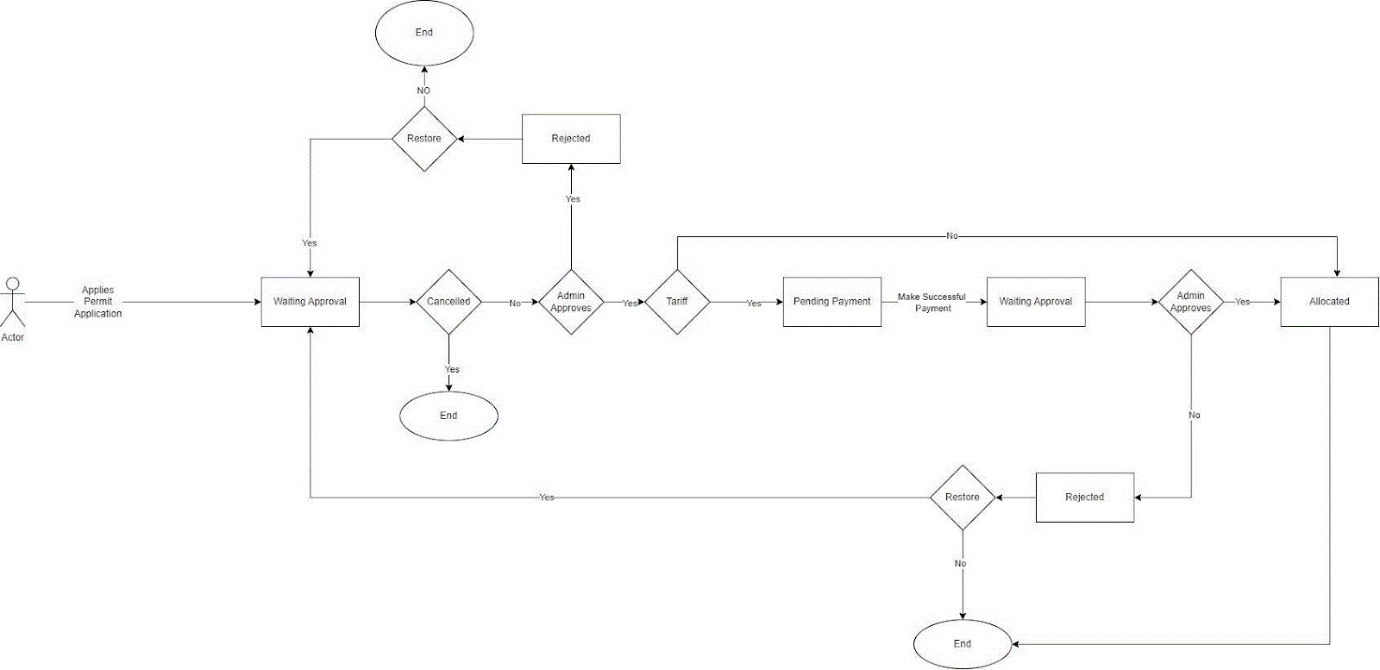 End
NO
Restore
Rejected
Yes
Yes
No
Applies
Permit
Application
Actor
Waiting Approval
Cancelled
No
Admin
Approves
Yes
Tariff
Yes
Pending Payment
Make Successful
Payment
Waiting Approval
Admin
Approves
Yes
Allocated
Yes
End
No
Yes
Restore
Rejected
No
End